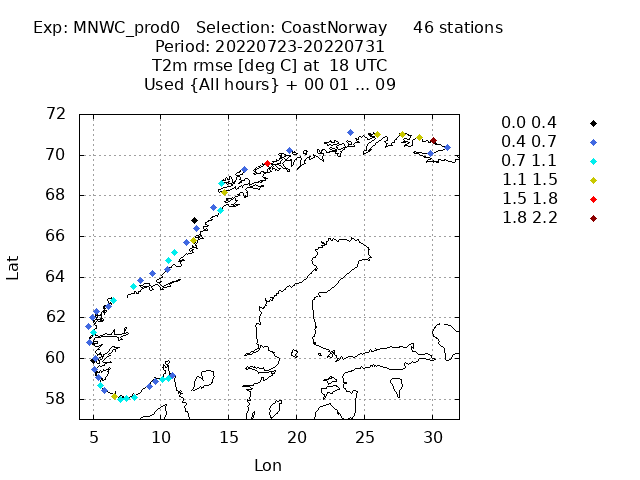 Exp: MNWC_prod0 Selection: CoastNorway 46 stations
Period: 20220723-20220731
T2m rmse [deg C] at 18 UTC
Used {All hours} + 00 01 ... 09
72
70
68
66
64
62
60
58
Lat
5 10 15 20 25 30
Lon
0.0 0.4
0.4 0.7
0.7 1.1
1.1 1.5
1.5 1.8
1.8 2.2